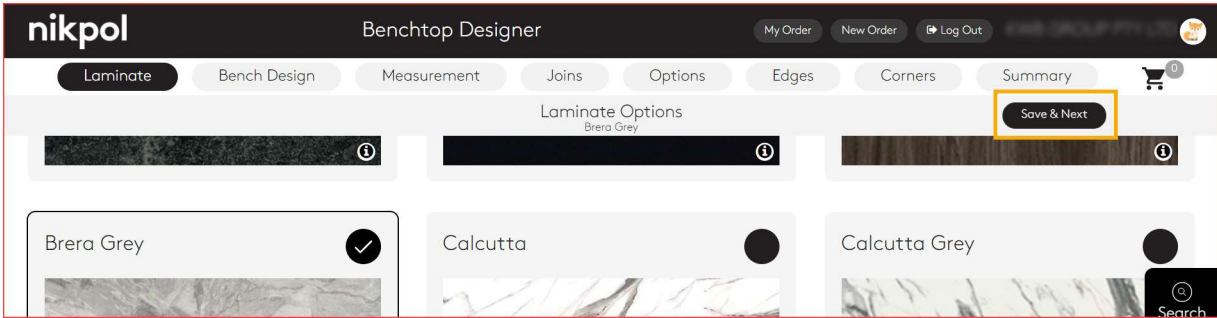 nikpol
Benchtop Designer
My Order
New Order
Log Out
Laminate
Bench Design
Measurement
Joins
Options
Edges
Corners
Summary
0
Laminate Options
Brera Grey
Save & Next
Brera Grey
Calcutta
Calcutta Grey
Search